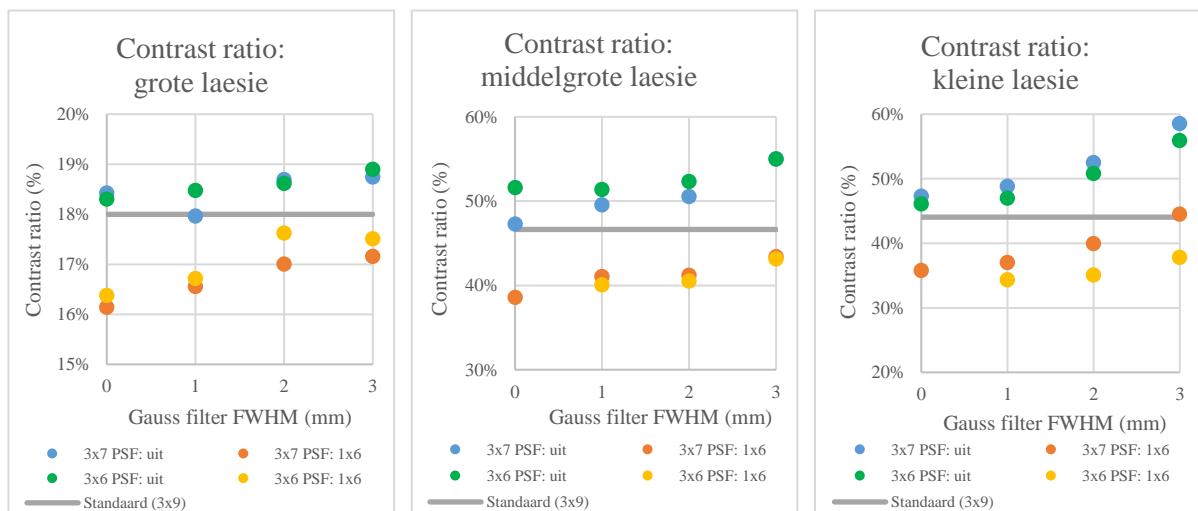 Contrast ratio:
grote laesie
Contrast ratio (%)
20%
19%
18%
17%
16%
15%
0 1 2 3
Gauss filter FWHM (mm)
3x7 PSF: uit 3x7 PSF: 1x6
3x6 PSF: uit 3x6 PSF: 1x6
Standaard (3x9)
Contrast ratio:
middelgrote laesie
Contrast ratio (%)
60%
50%
40%
30%
0 1 2 3
Gauss filter FWHM (mm)
3x7 PSF: uit 3x7 PSF: 1x6
3x6 PSF: uit 3x6 PSF: 1x6
Standaard (3x9)
Contrast ratio:
kleine laesie
Contrast ratio (%)
60%
50%
40%
30%
20%
0 1 2 3
Gauss filter FWHM (mm)
3x7 PSF: uit 3x7 PSF: 1x6
3x6 PSF: uit 3x6 PSF: 1x6
Standaard (3x9)